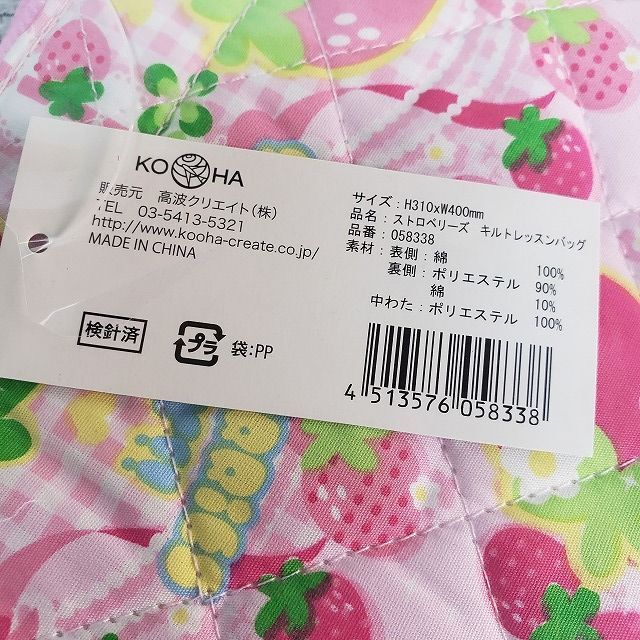 KOOHA
販売元 高波クリエイト(株)
TEL 03-5413-5321
http://www.kooha-create.co.jp/
MADE IN CHINA
検針済
プラ 袋:PP
サイズ:H310xW400mm
品名:ストロベリーズ キルトレッスンバッグ
品番:058338
素材:表側:綿 100%
裏側:ポリエステル 90%
綿 10%
中わた:ポリエステル 100%
4 513576 058338